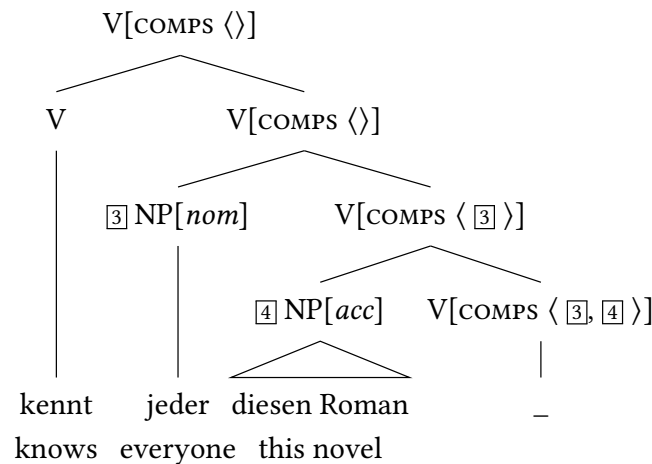 V[COMPS ⟨⟩]
V V[COMPS ⟨⟩]
3 NP[nom] V[COMPS ⟨ 3 ⟩]
4 NP[acc] V[COMPS ⟨ 3, 4 ⟩]
kennt jeder diesen Roman _
knows everyone this novel